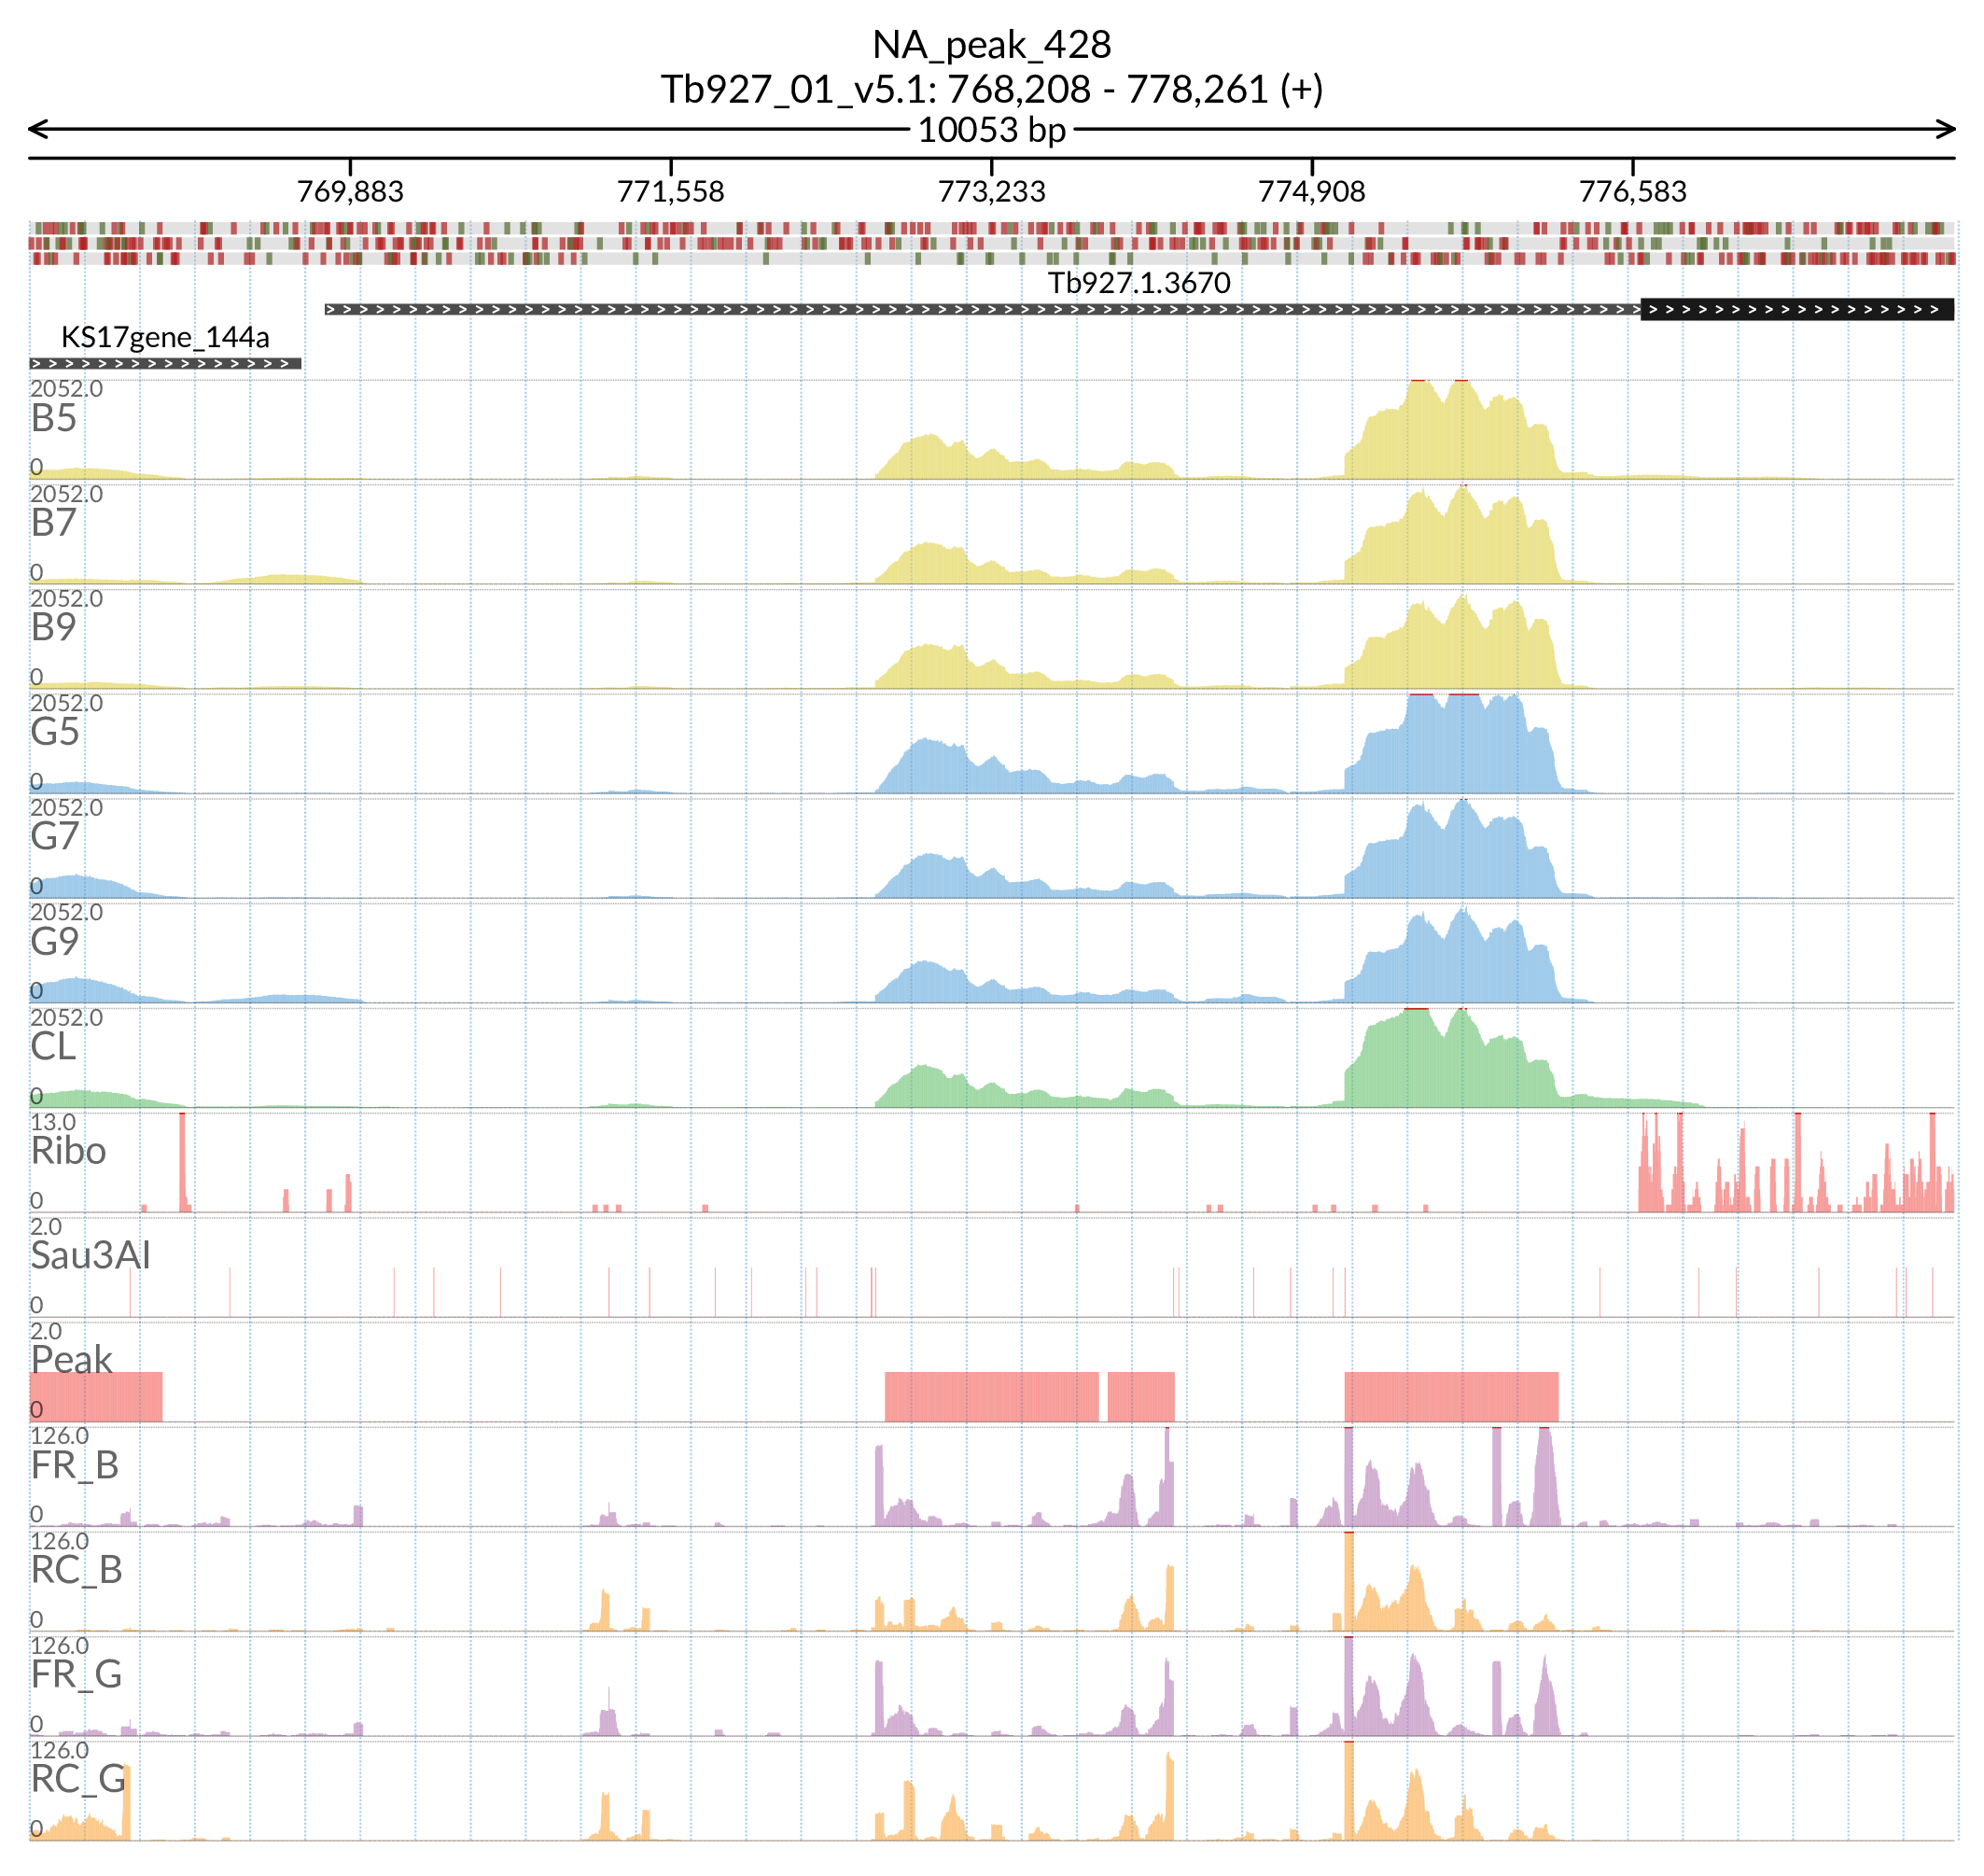 NA_peak_428
Tb927_01_v5.1: 768,208 - 778,261 (+)
10053 bp
769,883 771,558 773,233 774,908 776,583
Tb927.1.3670
KS17gene_144a
2052.0
B5
0
2052.0
B7
0
2052.0
B9
0
2052.0
G5
0
2052.0
G7
0
2052.0
G9
0
2052.0
CL
0
13.0
Ribo
0
2.0
Sau3AI
0
2.0
Peak
0
126.0
FR_B
0
126.0
RC_B
0
126.0
FR_G
0
126.0
RC_G
0